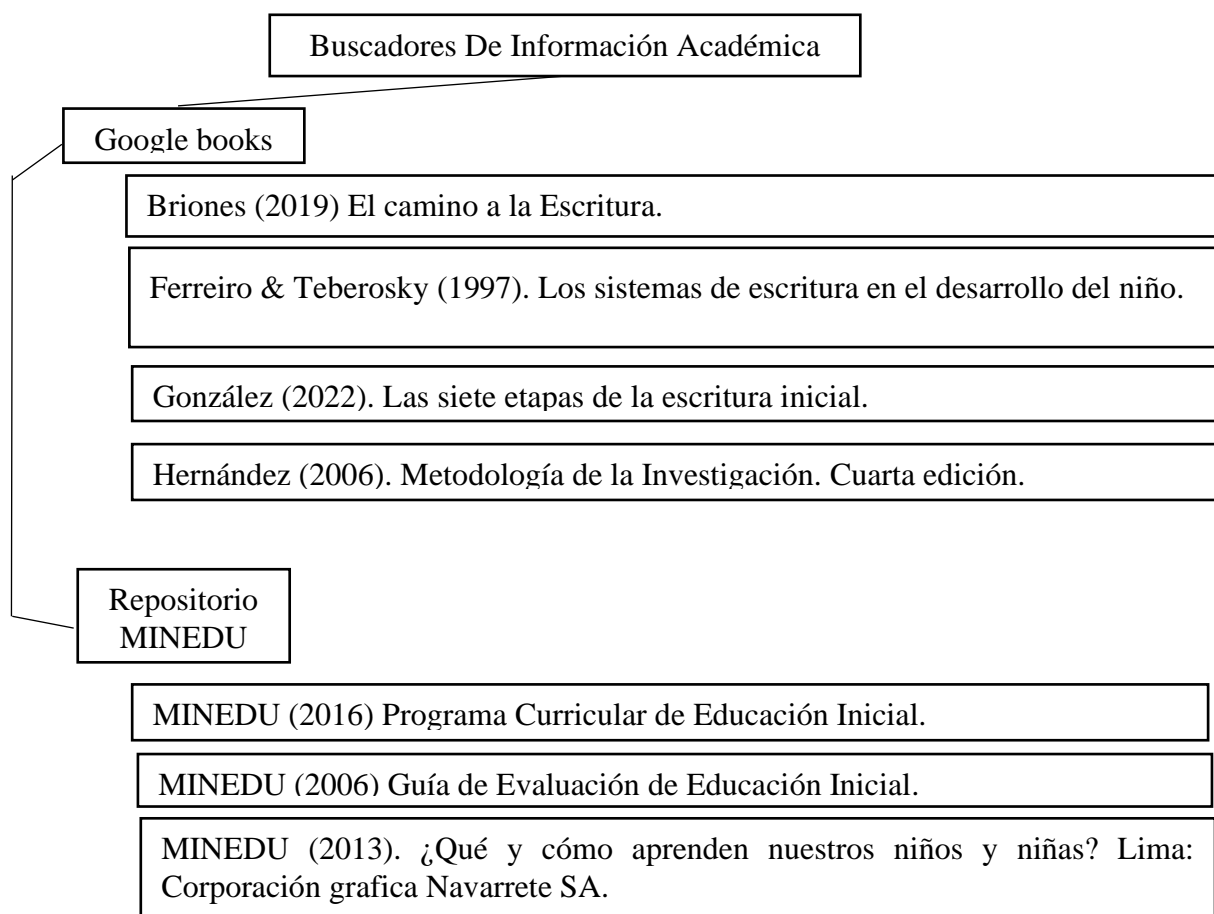 Buscadores De Información Académica
Google books
Briones (2019) El camino a la Escritura.
Ferreiro & Teberosky (1997). Los sistemas de escritura en el desarrollo del niño.
González (2022). Las siete etapas de la escritura inicial.
Hernández (2006). Metodología de la Investigación. Cuarta edición.
Repositorio
MINEDU
MINEDU (2016) Programa Curricular de Educación Inicial.
MINEDU (2006) Guía de Evaluación de Educación Inicial.
MINEDU (2013). ¿Qué y cómo aprenden nuestros niños y niñas? Lima:
Corporación grafica Navarrete SA.